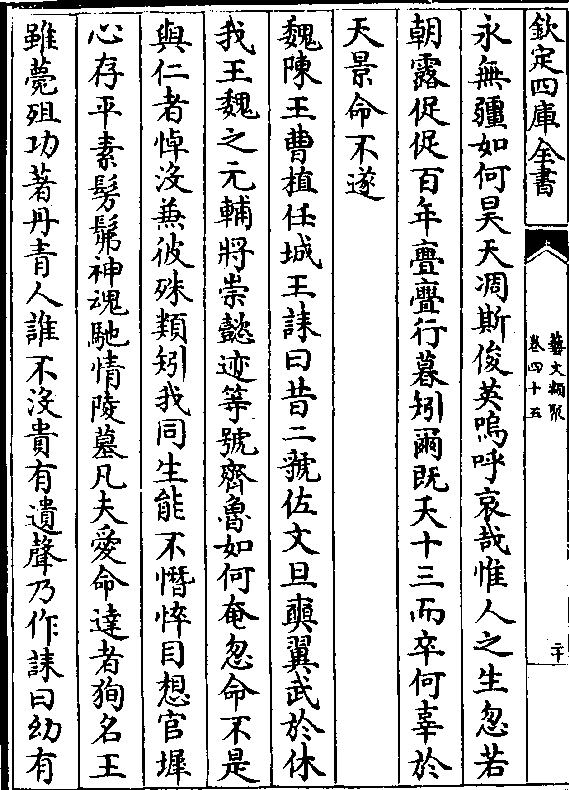 欽定四庫全書
藝文類聚
卷四十五
二十
永無疆如何昊天凋斯俊英嗚呼哀哉惟人之生忽若
朝露促促百年亹亹行暮矧爾既夭十三而卒何辜於
天景命不遂
魏陳王曹植任城王誄曰昔二虢佐文旦奭翼武於休
我王魏之元輔將崇懿迹等號齊魯如何奄忽命不是
與仁者悼沒兼彼殊類矧我同生能不憯悴目想官墀
心存平素髣髴神魂馳情陵墓凡夫愛命達者狥名王
雖薨殂功著丹青人誰不沒貴有遺聲乃作誄曰幼有